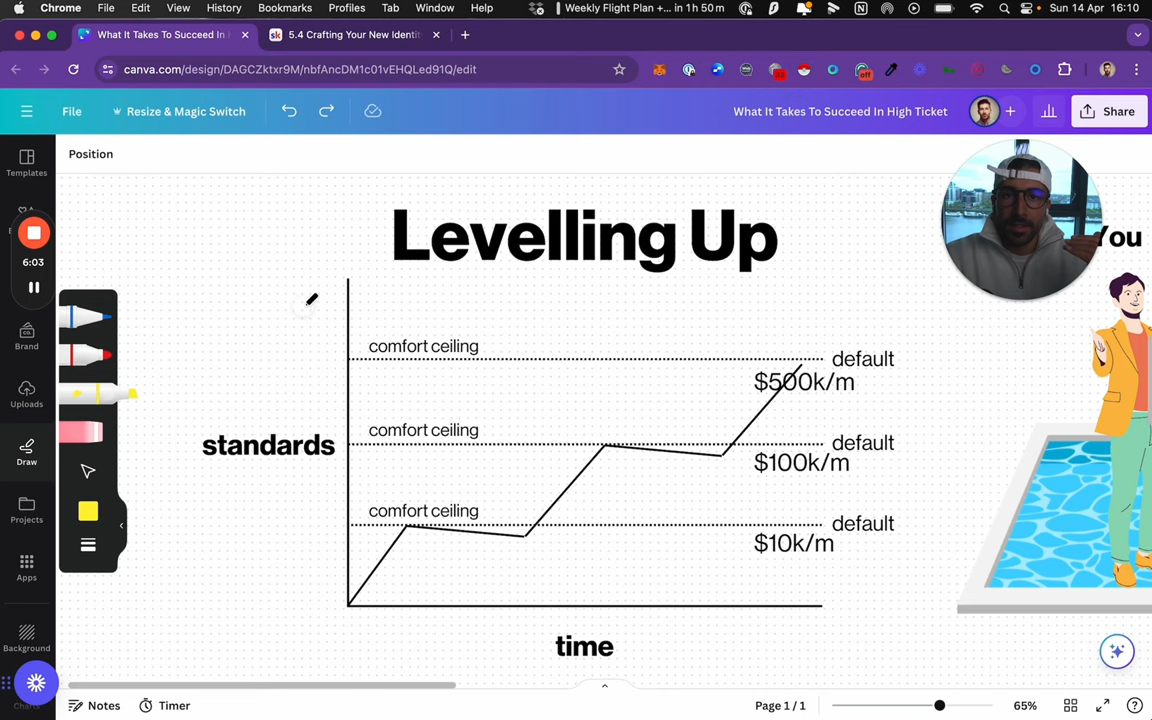 Chrome File Edit View History Bookmarks Profiles Tab Window Help Weekly Flight Plan +... in 1 h 50 m Sun 14 Apr 16:10
What It Takes To Succeed In 5.4 Crafting Your New Identi
canva.com/design/DAGCZktxr9M/nbfAncDM1c01vEHQLed91Q/edit
File Resize & Magic Switch What It Takes To Succeed In High Ticket Share
Position
Templates
6:03
Brand
Uploads
Draw
Projects
Apps
Background
Charts
Levelling Up
You
comfort ceiling
default
$500k/m
comfort ceiling
default
standards
$100k/m
comfort ceiling
default
$10k/m
time
Notes Timer Page 1 / 1 65%